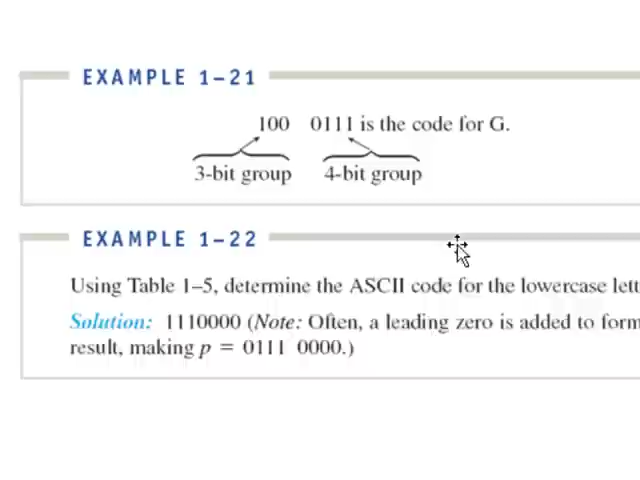 EXAMPLE 1–21
100 0111 is the code for G.
3-bit group 4-bit group
EXAMPLE 1–22
Using Table 1–5, determine the ASCII code for the lowercase lett
Solution: 1110000 (Note: Often, a leading zero is added to form
result, making p = 0111 0000.)